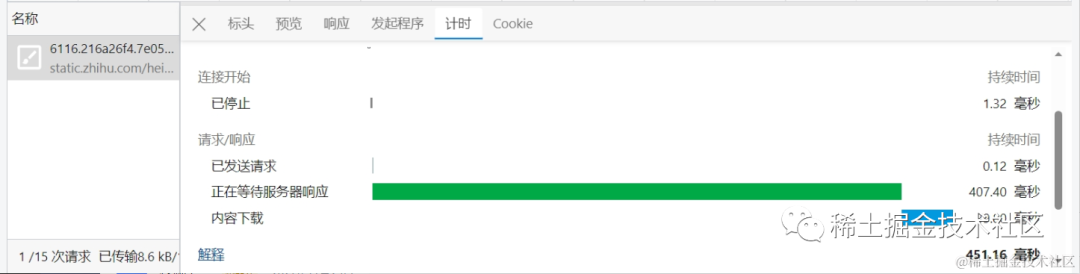 名称
标头 预览 响应 发起程序 计时 Cookie
6116.216a26f4.7e05...
static.zhihu.com/hei...
连接开始 持续时间
已停止 1.32 毫秒
请求/响应 持续时间
已发送请求 0.12 毫秒
正在等待服务器响应 407.40 毫秒
内容下载 毫秒
稀土掘金技术社区
1 /15 次请求 已传输8.6 kB/
解释 451.16 毫秒
@稀土掘金技术社区